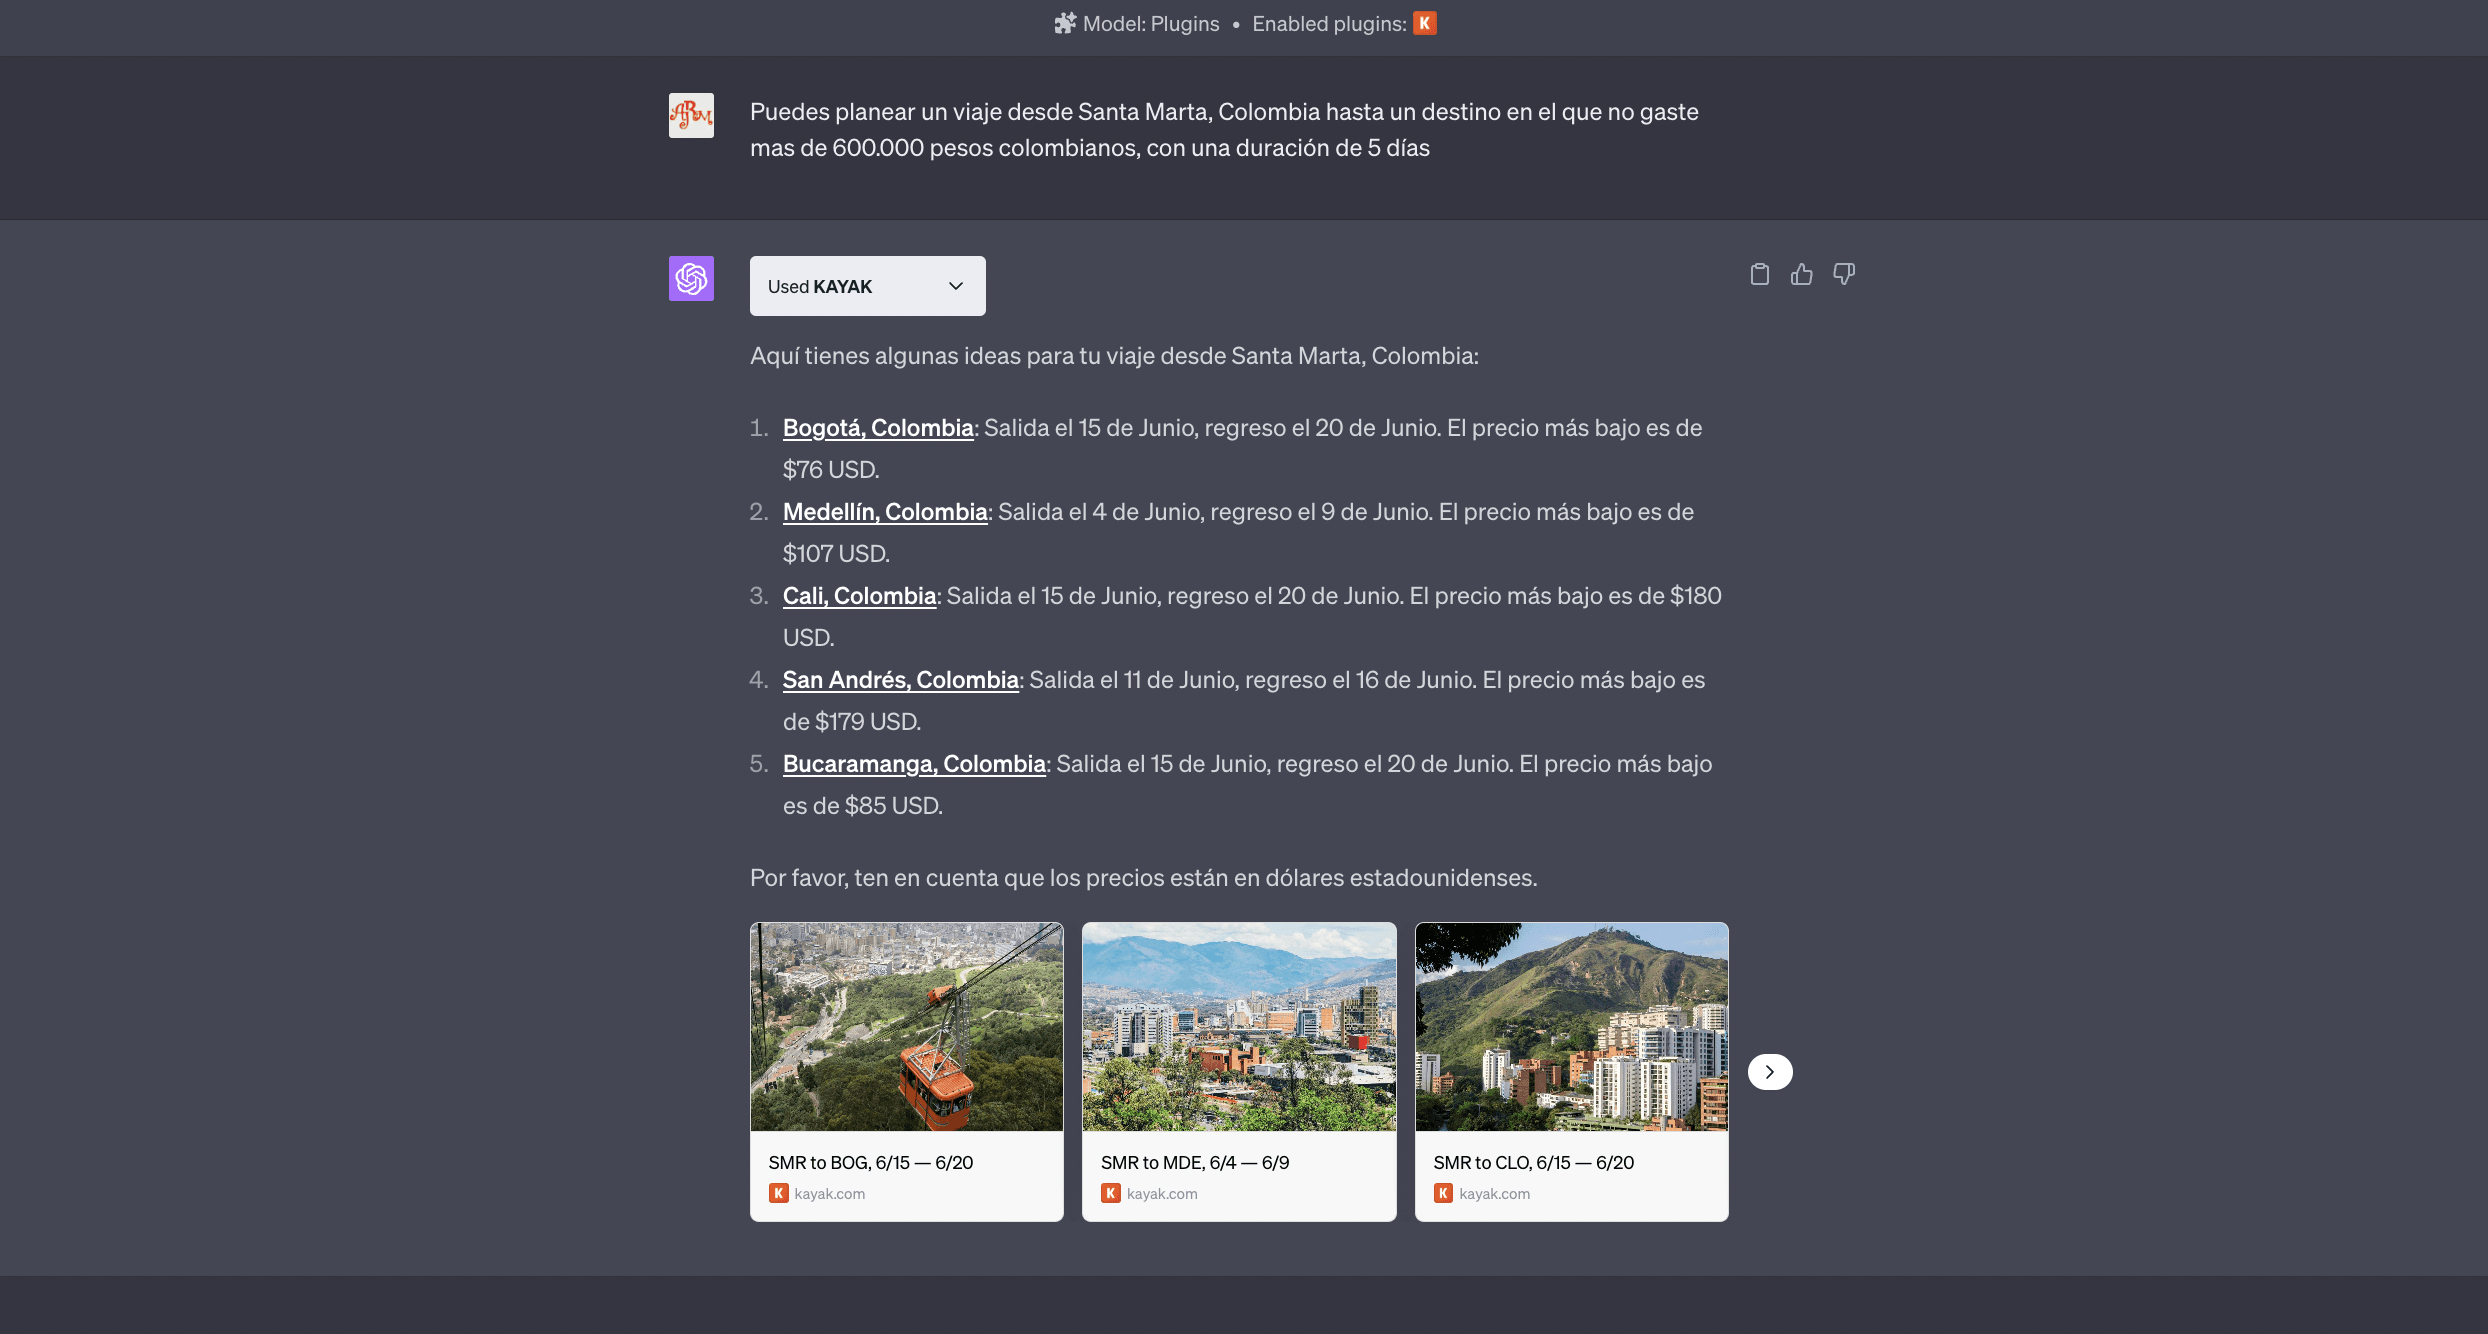 Model: Plugins • Enabled plugins: K
ARM
Puedes planear un viaje desde Santa Marta, Colombia hasta un destino en el que no gaste
mas de 600.000 pesos colombianos, con una duración de 5 días
Used KAYAK
Aquí tienes algunas ideas para tu viaje desde Santa Marta, Colombia:
1. Bogotá, Colombia: Salida el 15 de Junio, regreso el 20 de Junio. El precio más bajo es de
$76 USD.
2. Medellín, Colombia: Salida el 4 de Junio, regreso el 9 de Junio. El precio más bajo es de
$107 USD.
3. Cali, Colombia: Salida el 15 de Junio, regreso el 20 de Junio. El precio más bajo es de $180
USD.
4. San Andrés, Colombia: Salida el 11 de Junio, regreso el 16 de Junio. El precio más bajo es
de $179 USD.
5. Bucaramanga, Colombia: Salida el 15 de Junio, regreso el 20 de Junio. El precio más bajo
es de $85 USD.
Por favor, ten en cuenta que los precios están en dólares estadounidenses.
SMR to BOG, 6/15 — 6/20
K kayak.com
SMR to MDE, 6/4 — 6/9
K kayak.com
SMR to CLO, 6/15 — 6/20
K kayak.com